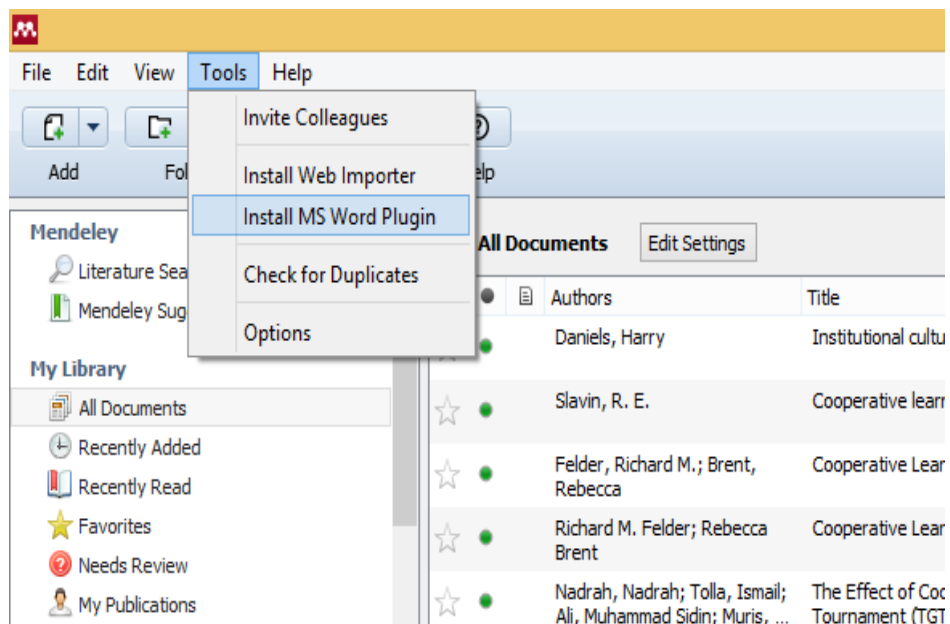 File Edit View Tools Help
Invite Colleagues
Install Web Importer
Install MS Word Plugin
Check for Duplicates
Options
Add Fol elp
Mendeley
Literature Sea
Mendeley Sug
My Library
All Documents
Recently Added
Recently Read
Favorites
Needs Review
My Publications
All Documents Edit Settings
Authors Title
Daniels, Harry Institutional cultu
Slavin, R. E. Cooperative learn
Felder, Richard M.; Brent, Cooperative Lear
Rebecca
Richard M. Felder; Rebecca Cooperative Lear
Brent
Nadrah, Nadrah; Tolla, Ismail; The Effect of Coo
Ali, Muhammad Sidin; Muris, ... Tournament (TGT